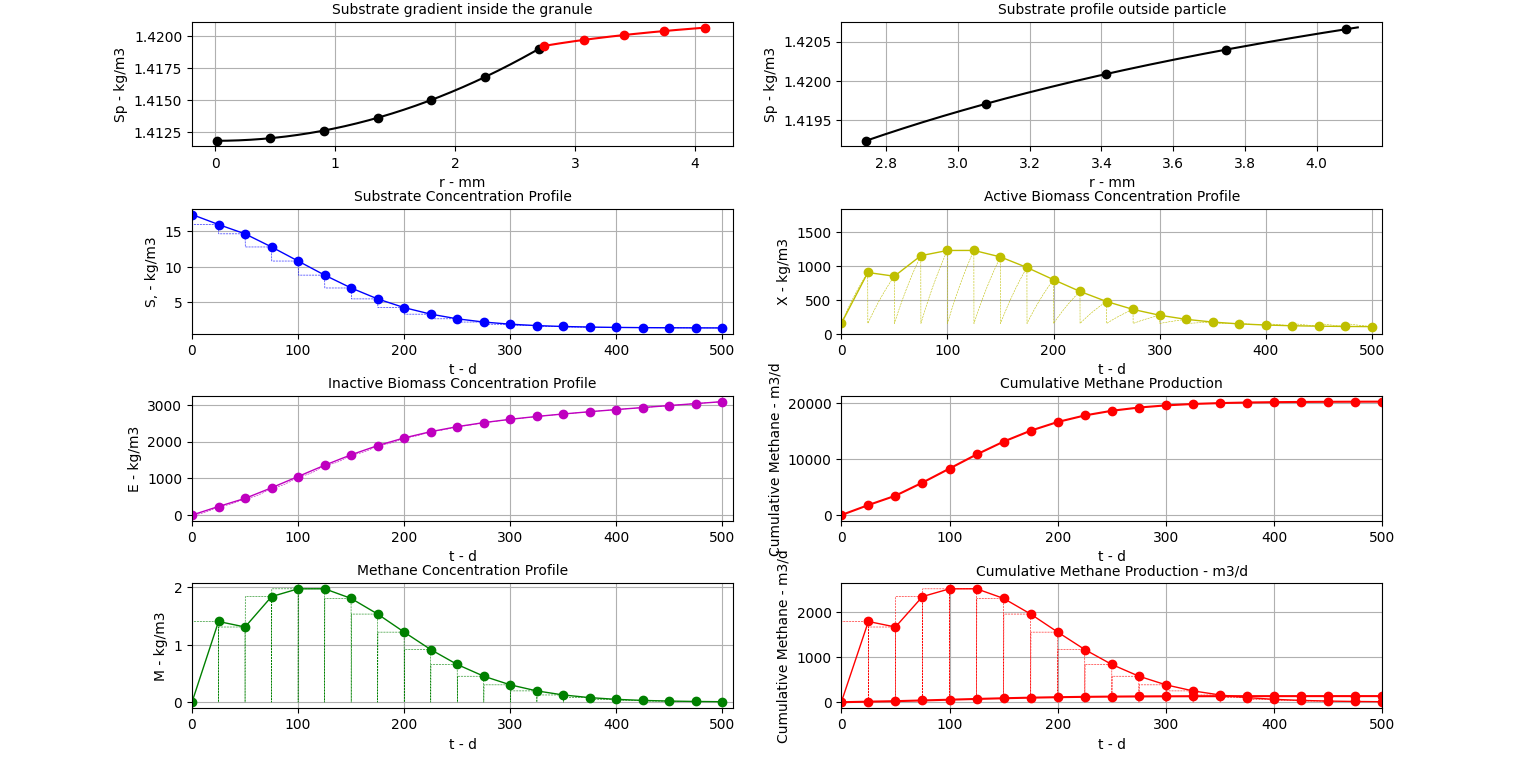 Substrate gradient inside the granule
Sp - kg/m3
1.4200
1.4175
1.4150
1.4125
0 1 2 3 4
r - mm
Substrate profile outside particle
Sp - kg/m3
1.4205
1.4200
1.4195
2.8 3.0 3.2 3.4 3.6 3.8 4.0
r - mm
Substrate Concentration Profile
S, - kg/m3
15
10
5
0 100 200 300 400 500
t - d
Active Biomass Concentration Profile
X - kg/m3
1500
1000
500
0
0 100 200 300 400 500
t - d
Inactive Biomass Concentration Profile
E - kg/m3
3000
2000
1000
0
0 100 200 300 400 500
t - d
Cumulative Methane Production
Cumulative Methane - m3/d
20000
10000
0
0 100 200 300 400 500
t - d
Methane Concentration Profile
M - kg/m3
2
1
0
0 100 200 300 400 500
t - d
Cumulative Methane Production - m3/d
Cumulative Methane - m3/d
2000
1000
0
0 100 200 300 400 500
t - d